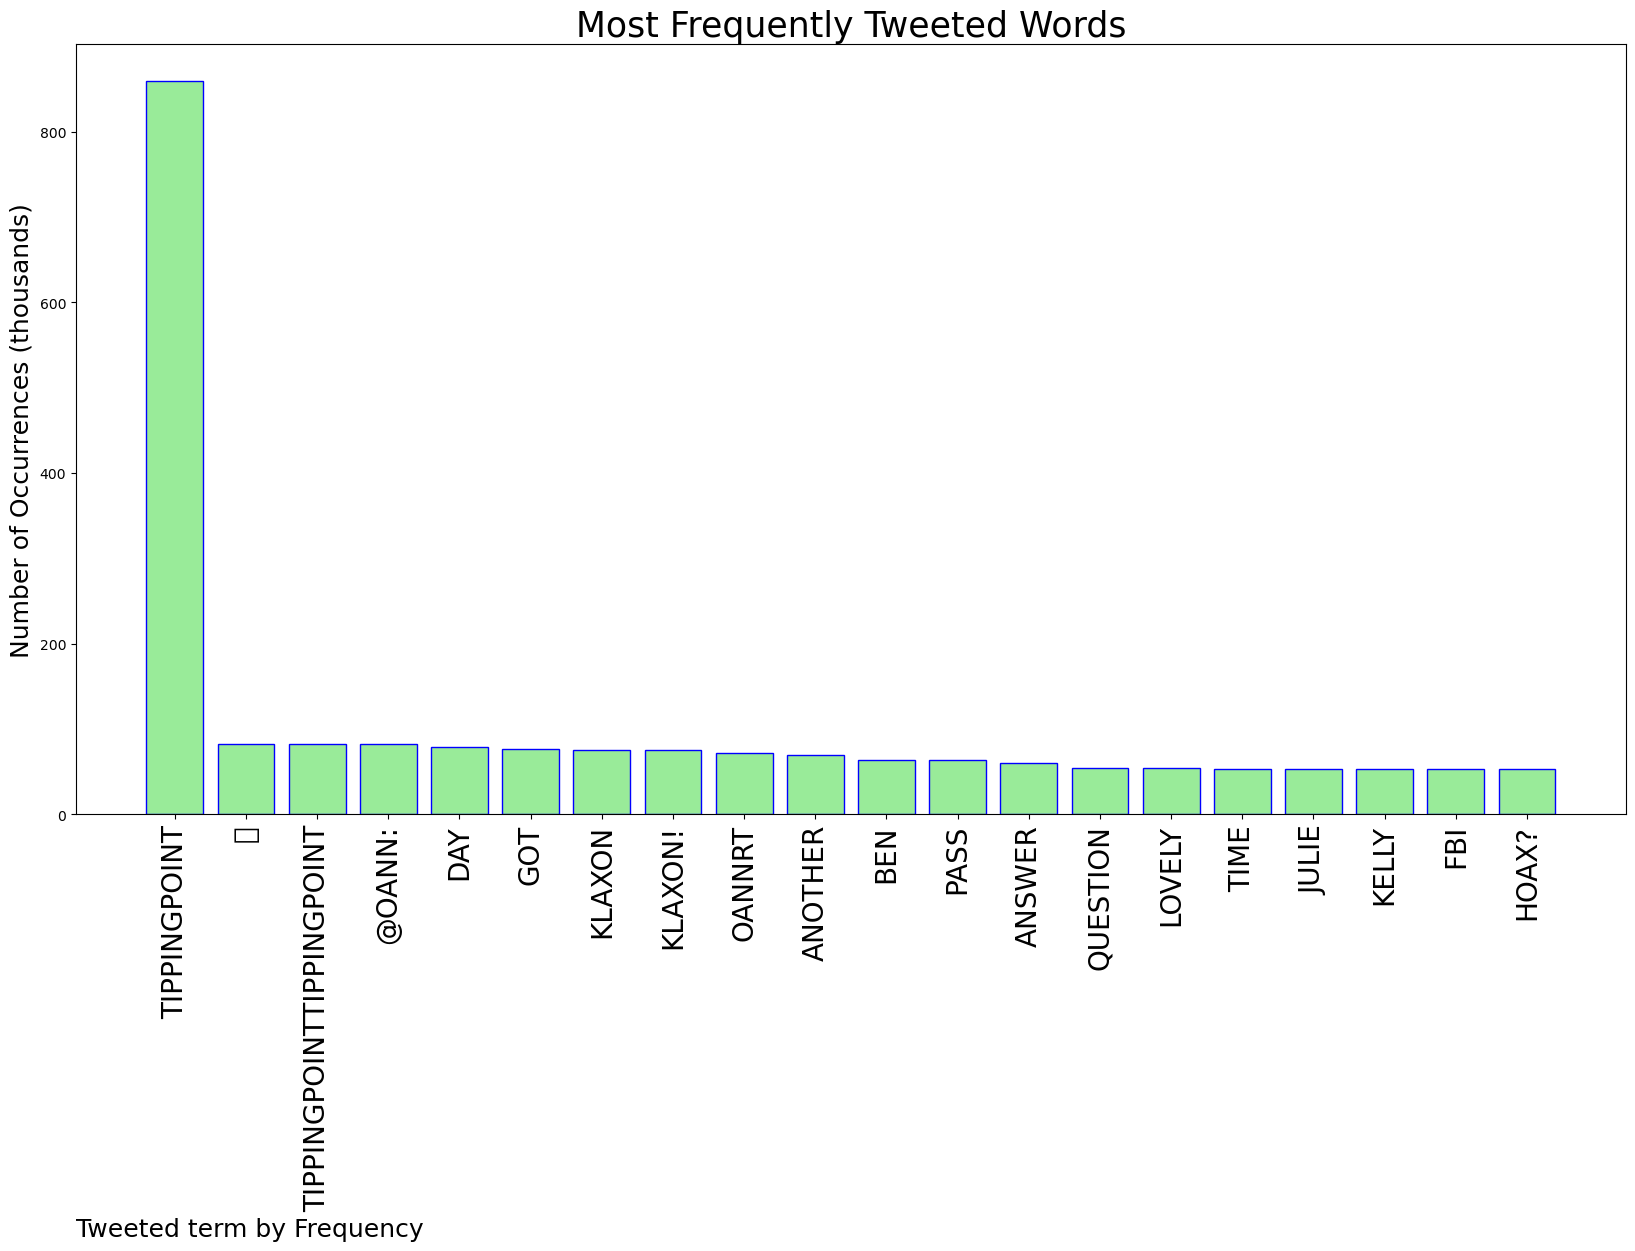 Most Frequently Tweeted Words
Number of Occurrences (thousands)
800
600
400
200
0
TIPPINGPOINT
TIPPINGPOINTTIPPINGPOINT
@OANN:
DAY
GOT
KLAXON
KLAXON!
OANNRT
ANOTHER
BEN
PASS
ANSWER
QUESTION
LOVELY
TIME
JULIE
KELLY
FBI
HOAX?
Tweeted term by Frequency